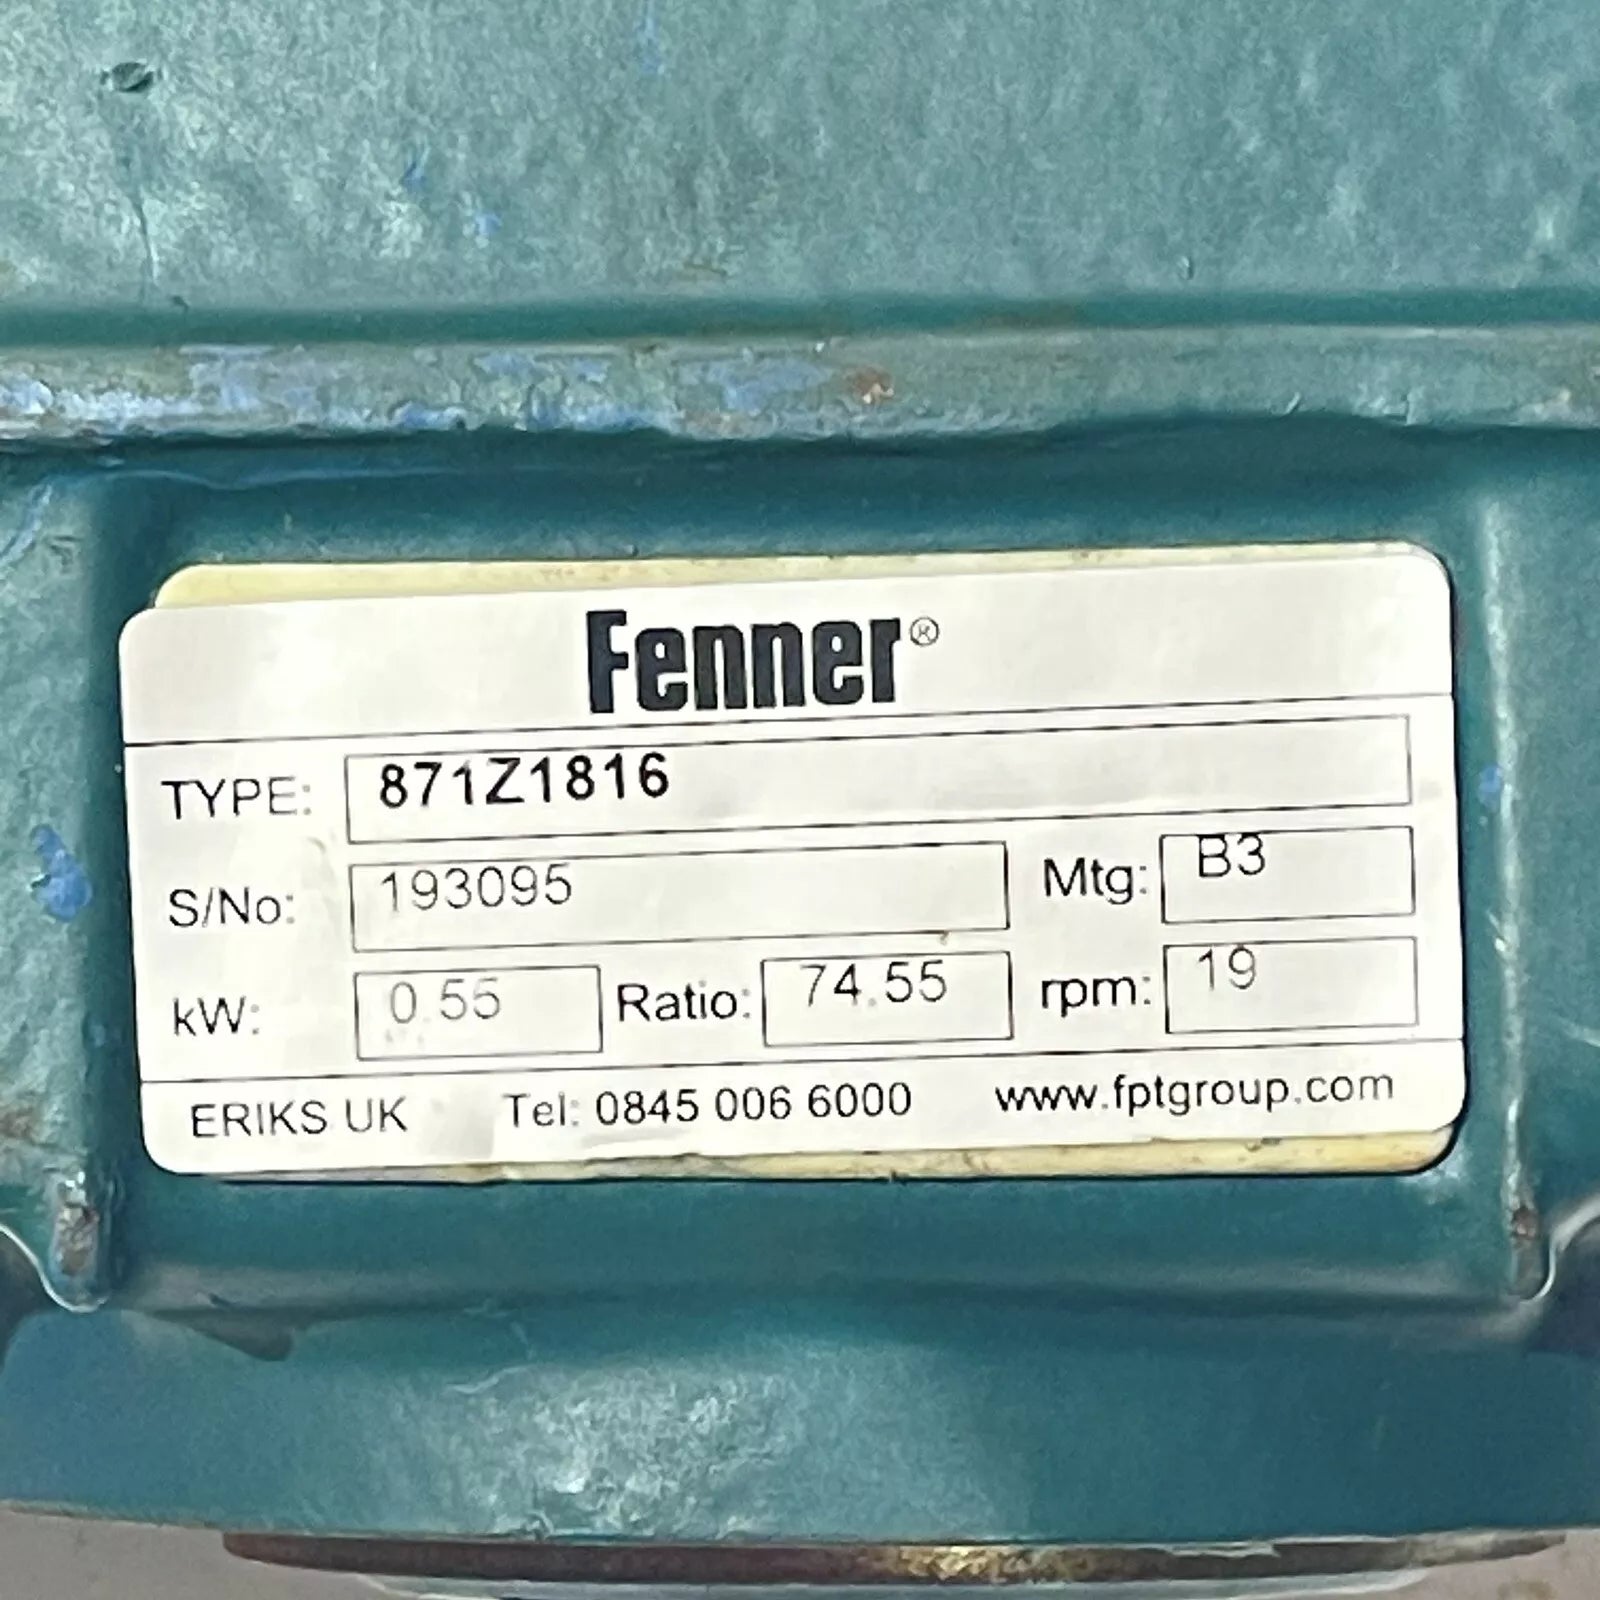 Fenner®
TYPE: 871Z1816
S/No: 193095 Mtg: B3
kW: 0.55 Ratio: 74.55 rpm: 19
ERIKS UK Tel: 0845 006 6000 www.fptgroup.com